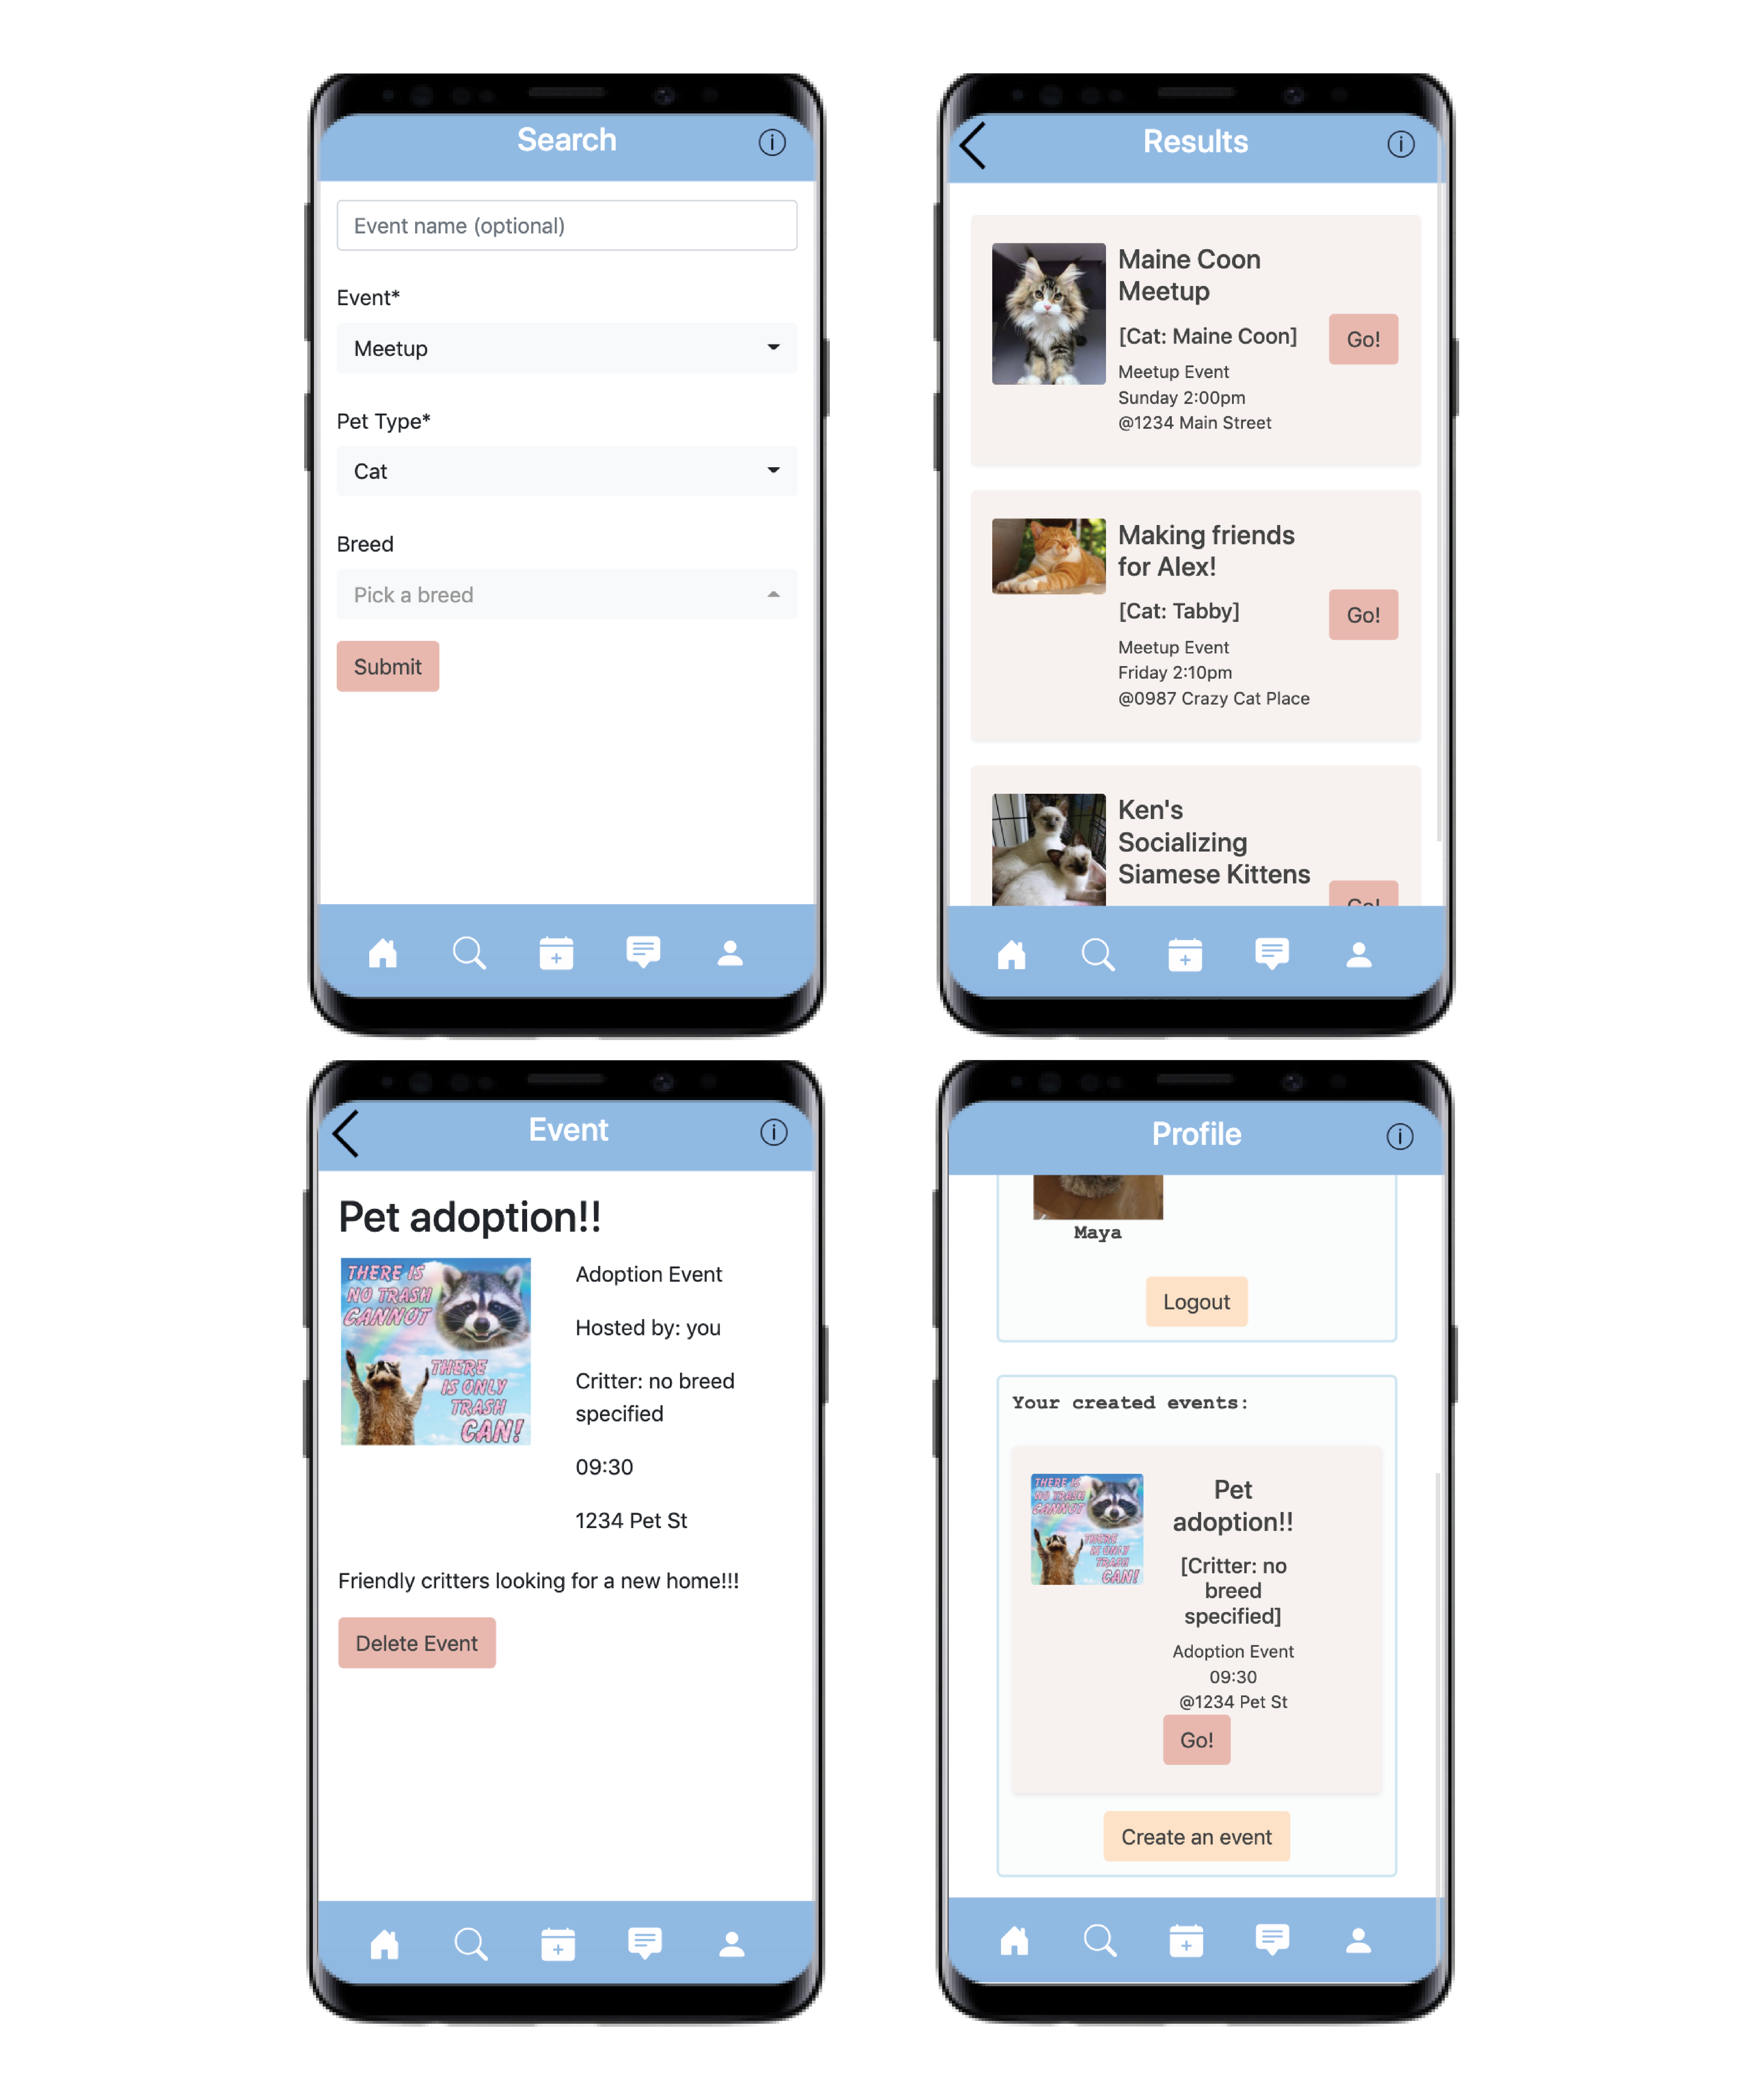 Search
Event name (optional)
Event*
Meetup
Pet Type*
Cat
Breed
Pick a breed
Submit
Results
Maine Coon
Meetup
[Cat: Maine Coon]
Meetup Event
Sunday 2:00pm
@1234 Main Street
Go!
Making friends
for Alex!
[Cat: Tabby]
Meetup Event
Friday 2:10pm
@0987 Crazy Cat Place
Go!
Ken's
Socializing
Siamese Kittens
Go!
Event
Pet adoption!!
THERE IS
NO TRASH
CANNOT
THERE
IS ONLY
TRASH
CAN!
Adoption Event
Hosted by: you
Critter: no breed
specified
09:30
1234 Pet St
Friendly critters looking for a new home!!!
Delete Event
Profile
Maya
Logout
Your created events:
THERE IS
NO TRASH
CANNOT
THERE
IS ONLY
TRASH
CAN!
Pet
adoption!!
[Critter: no
breed
specified]
Adoption Event
09:30
@1234 Pet St
Go!
Create an event